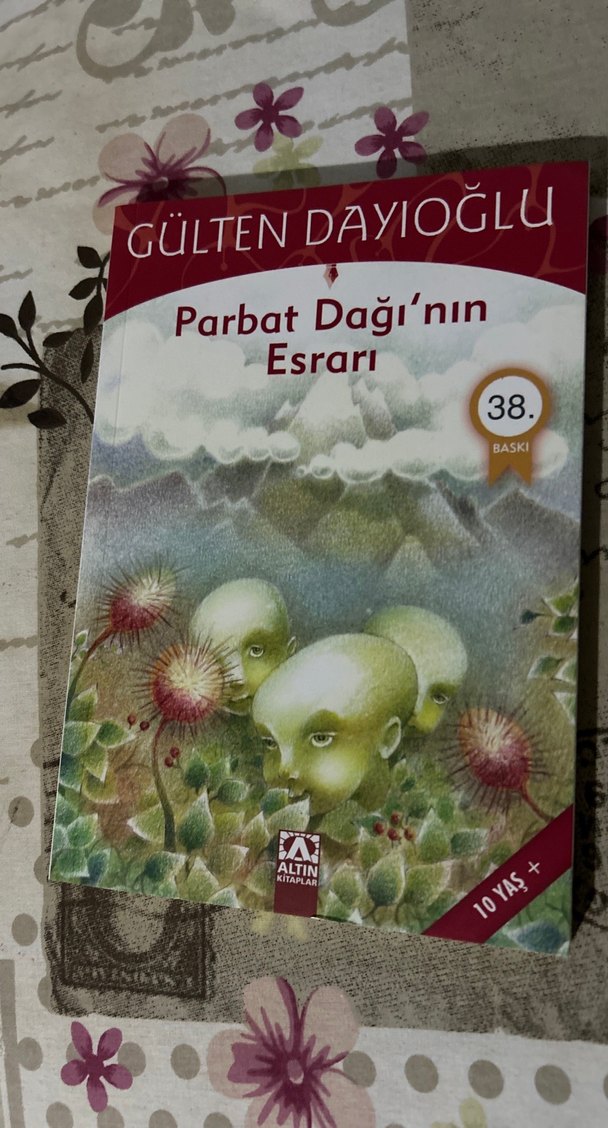 GÜLTEN DAYIOĞLU
Parbat Dağı'nın
Esrarı
38.
BASKI
ALTIN
KİTAPLAR
10 YAŞ +